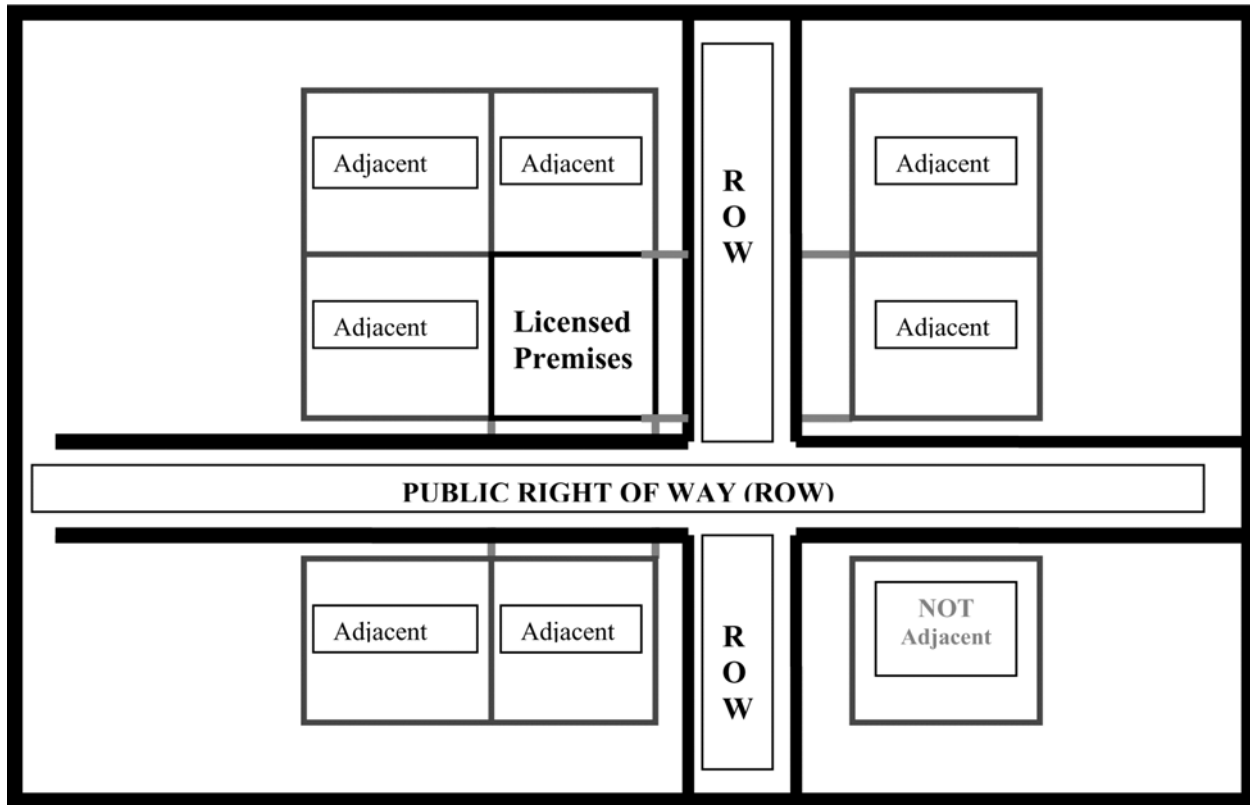 Adjacent
Adjacent
R
O
W
Adjacent
Adjacent
Licensed
Premises
Adjacent
PUBLIC RIGHT OF WAY (ROW)
Adjacent
Adjacent
R
O
W
NOT
Adjacent